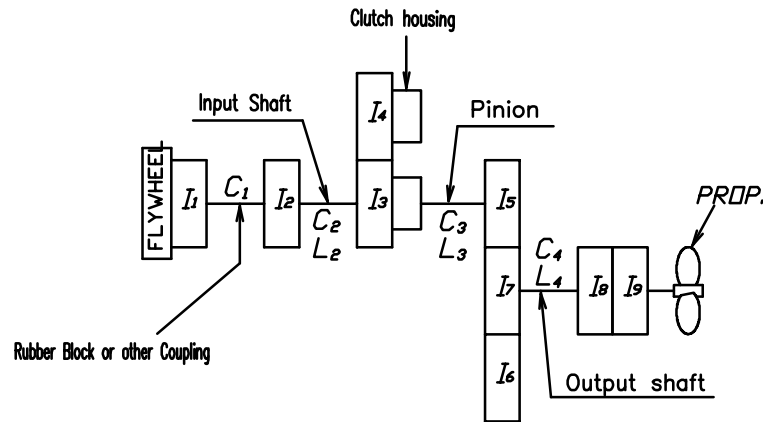 Clutch housing
Input Shaft
Pinion
I4
FLYWHEEL
I1
C1
I2
C2
L2
I3
C3
L3
I5
PROP.
I7
C4
L4
I8
I9
Rubber Block or other Coupling
I6
Output shaft